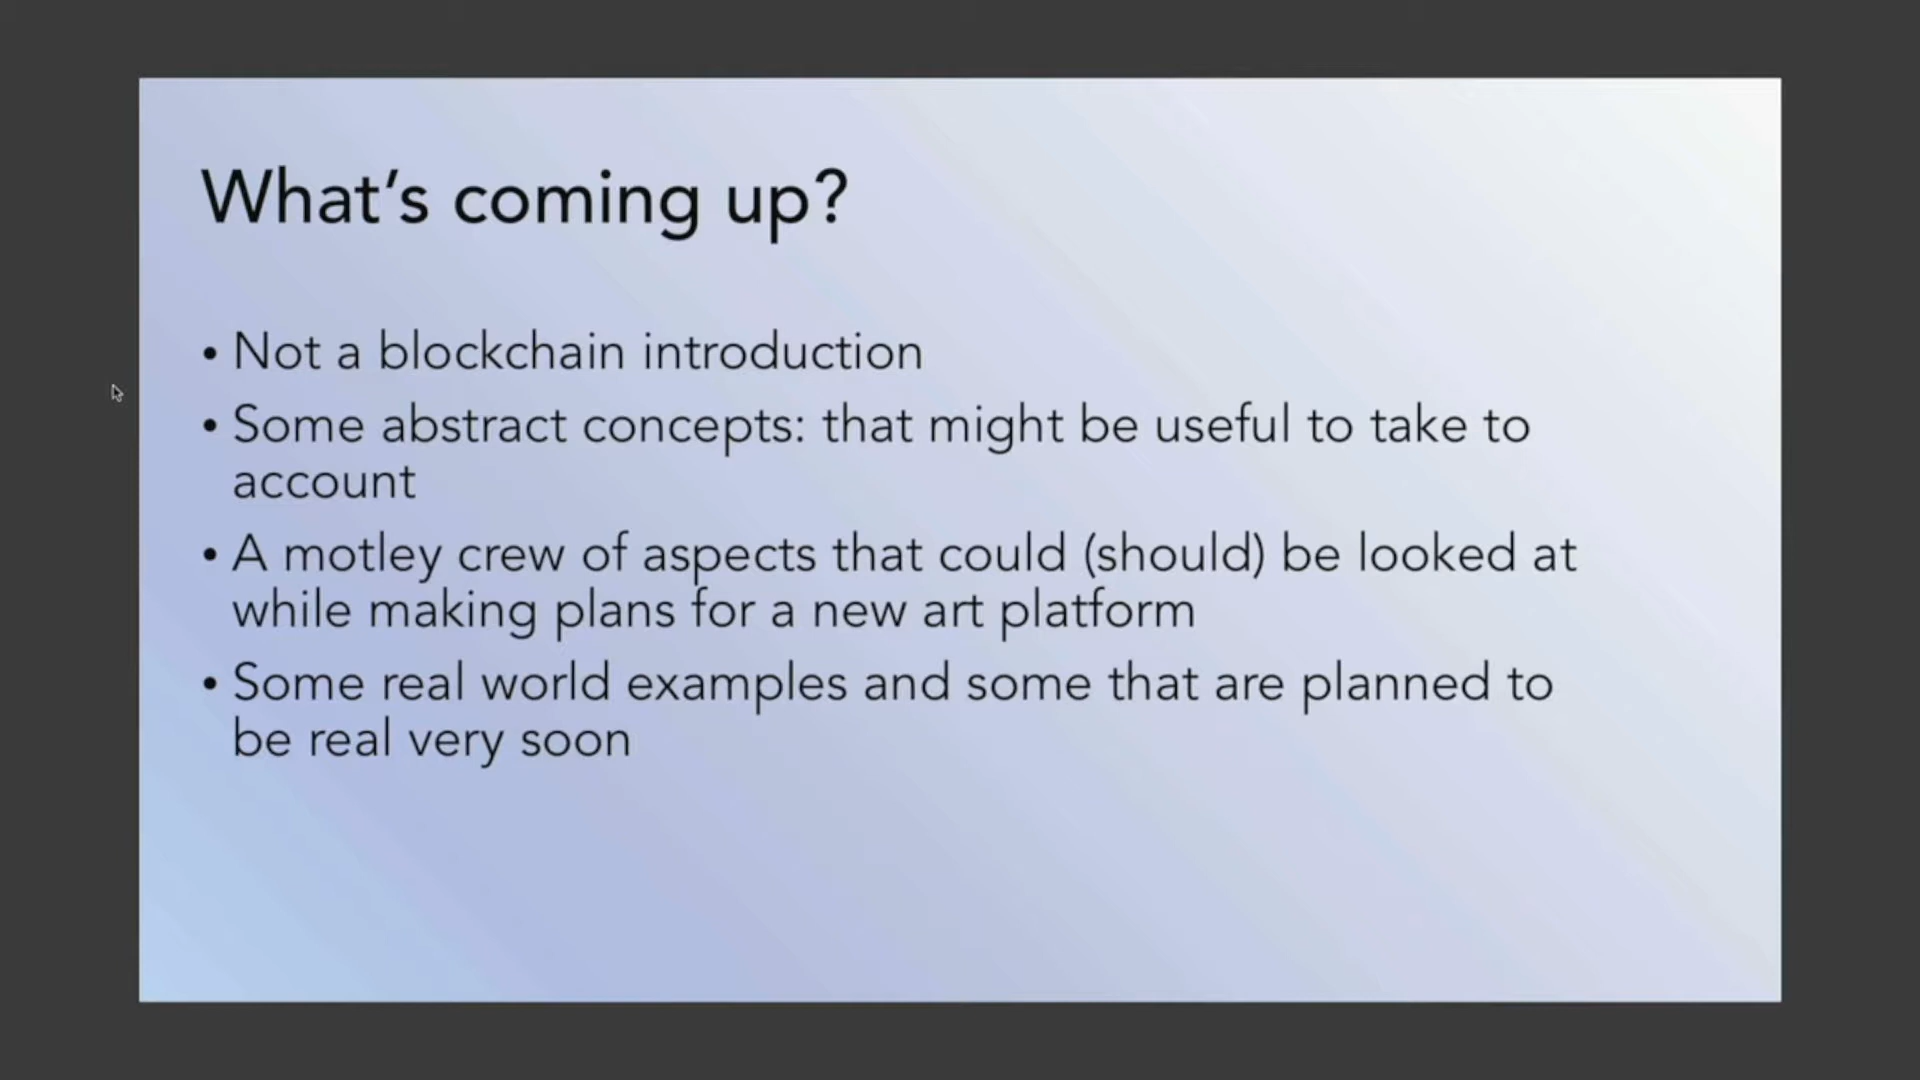 What’s coming up?
• Not a blockchain introduction
• Some abstract concepts: that might be useful to take to
account
• A motley crew of aspects that could (should) be looked at
while making plans for a new art platform
• Some real world examples and some that are planned to
be real very soon